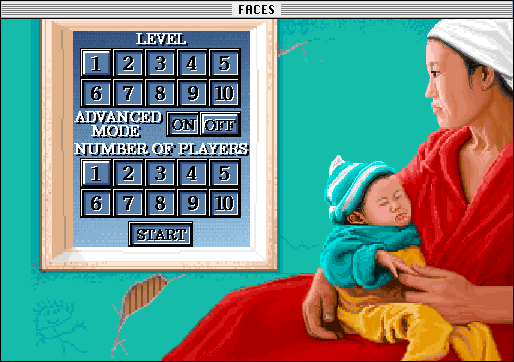 FACES
LEVEL
1 2 3 4 5
6 7 8 9 10
ADVANCED MODE ON OFF
NUMBER OF PLAYERS
1 2 3 4 5
6 7 8 9 10
START